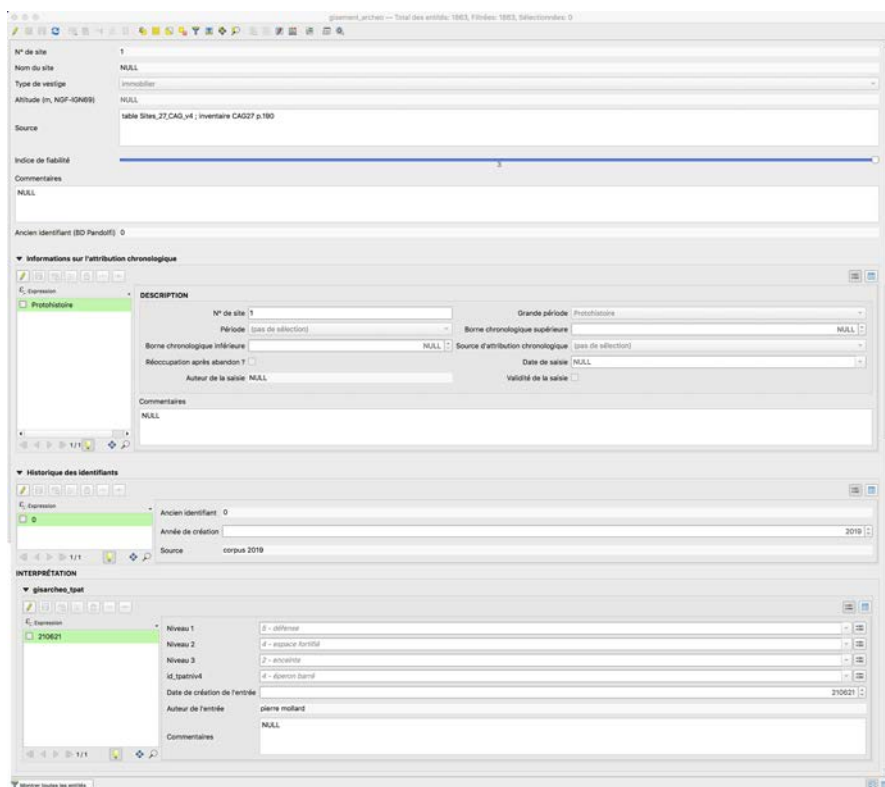 gisement_archeo — Total des entités: 1863, Filtrées: 1863, Sélectionnées: 0
N° de site 1
Nom du site NULL
Type de vestige immobilier
Altitude (m, NGF-IGN69) NULL
Source table Sites_27_CAG_v4 ; inventaire CAG27 p.190
Indice de fiabilité 3
Commentaires
NULL
Ancien identifiant (BD Pandolfi) 0
Informations sur l'attribution chronologique
Expression
Protohistoire
DESCRIPTION
N° de site 1 Grande période Protohistoire
Période (pas de sélection) Borne chronologique supérieure NULL
Borne chronologique inférieure NULL Source d'attribution chronologique (pas de sélection)
Réoccupation après abandon ? Date de saisie NULL
Auteur de la saisie NULL Validité de la saisie
Commentaires
NULL
1/1
Historique des identifiants
Expression
0
Ancien identifiant 0
Année de création 2019
Source corpus 2019
1/1
INTERPRÉTATION
gisarcheo_tpat
Expression
210621
Niveau 1
Niveau 2 4 - espace fortifié
Niveau 3 2 - enceinte
id_tpatniv4 4 - éperon barré
Date de création de l'entrée 210621
Auteur de l'entrée pierre mollard
Commentaires NULL
1/1
Montrer toutes les entités